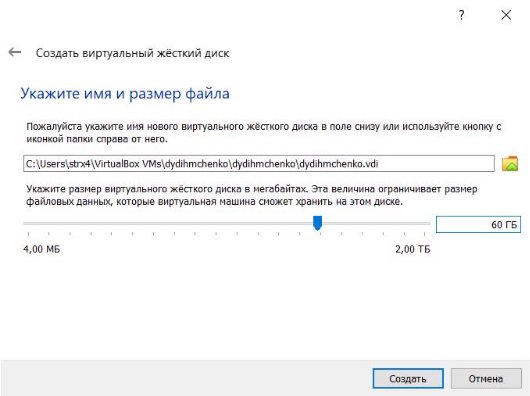 ?
Создать виртуальный жёсткий диск
Укажите имя и размер файла
Пожалуйста укажите имя нового виртуального жёсткого диска в поле снизу или используйте кнопку с
иконкой папки справа от него.
C:\Users\strx4\VirtualBox VMs\dydihmchenko\dydihmchenko\dydihmchenko.vdi
Укажите размер виртуального жёсткого диска в мегабайтах. Эта величина ограничивает размер
файловых данных, которые виртуальная машина сможет хранить на этом диске.
60 ГБ
4,00 МБ 2,00 ТБ
Создать Отмена